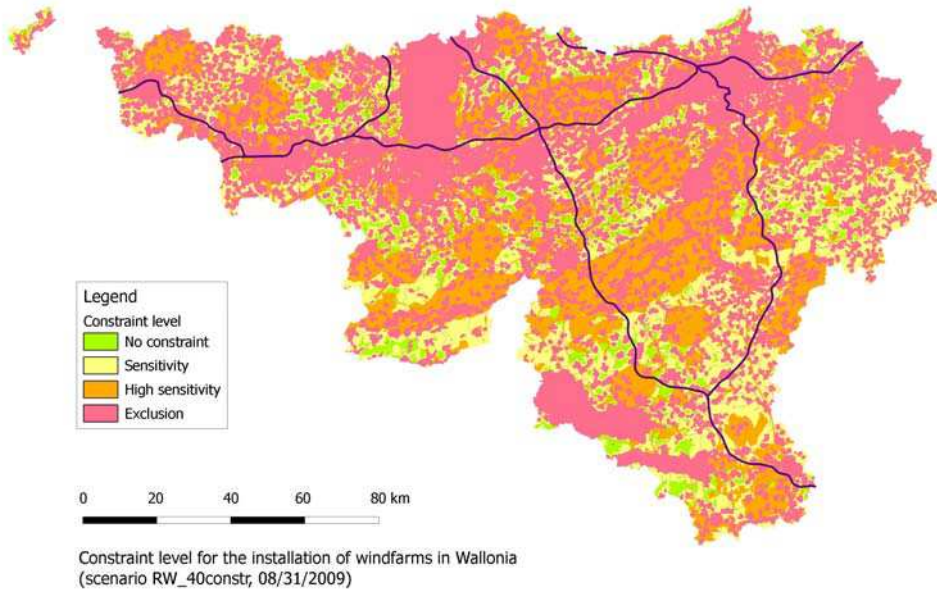 Legend
Constraint level
No constraint
Sensitivity
High sensitivity
Exclusion
0 20 40 60 80 km
Constraint level for the installation of windfarms in Wallonia
(scenario RW_40constr, 08/31/2009)